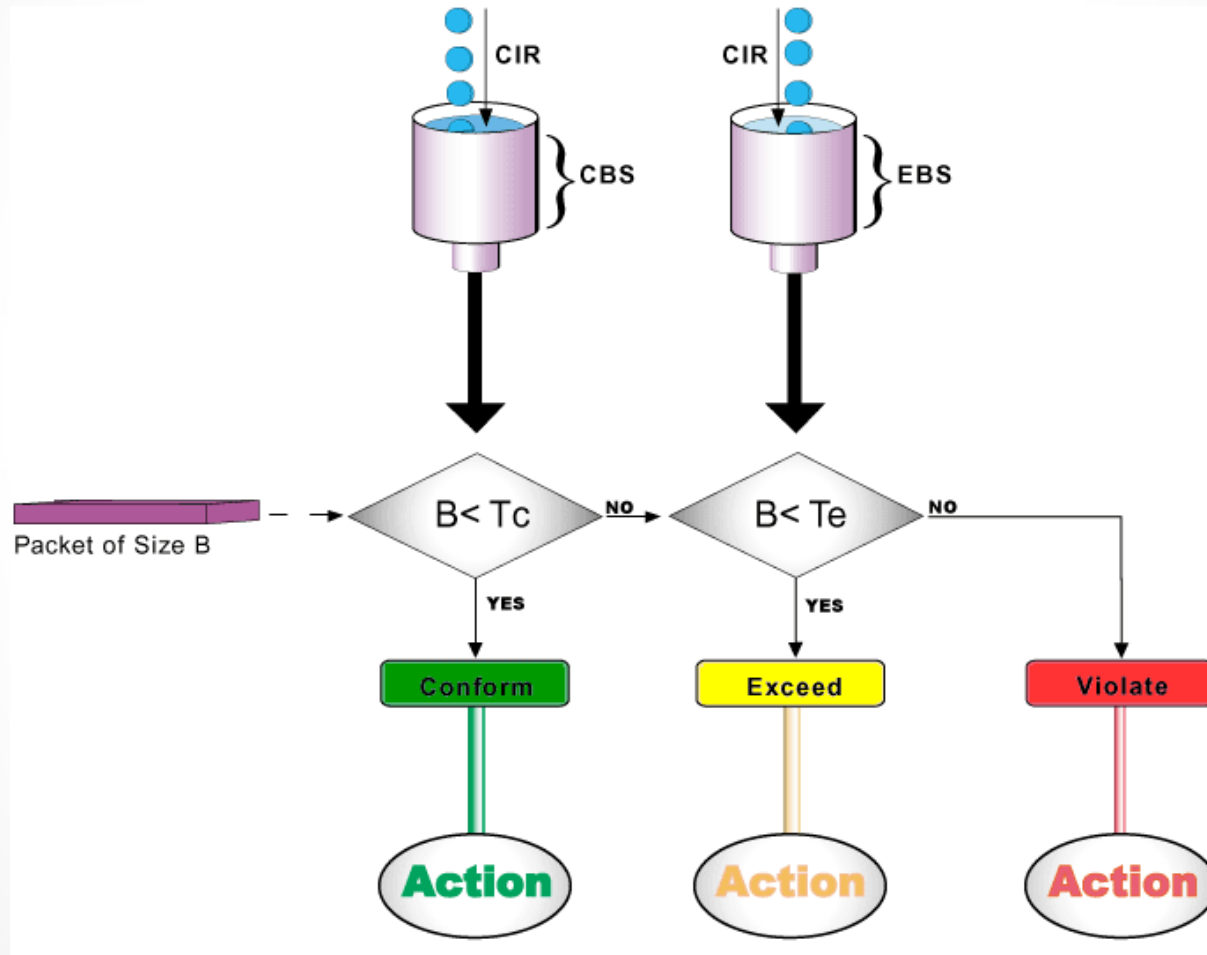 CIR
CIR
CBS
EBS
B< Tc
NO
B< Te
NO
Packet of Size B
YES
YES
Conform
Exceed
Violate
Action
Action
Action